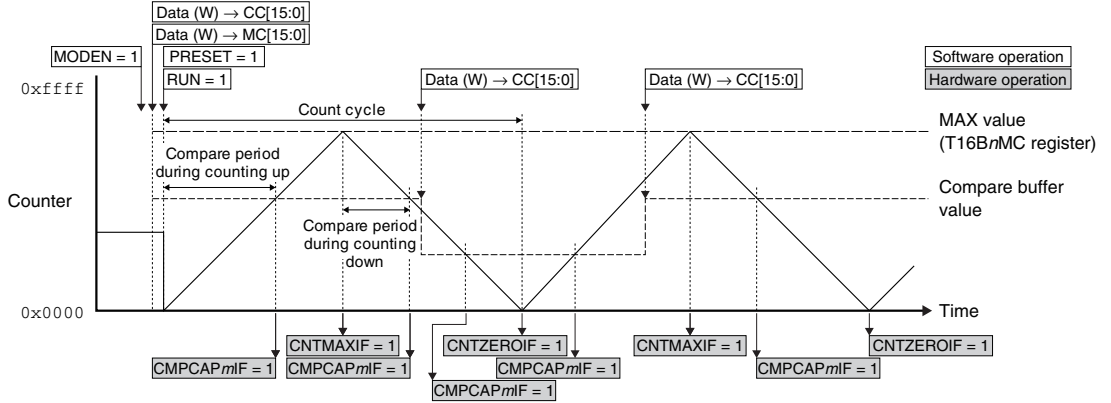 Data (W) → CC[15:0]
Data (W) → MC[15:0]
MODEN = 1
PRESET = 1
RUN = 1
Data (W) → CC[15:0]
Data (W) → CC[15:0]
Software operation
Hardware operation
0xffff
Count cycle
MAX value
(T16BnMC register)
Compare period
during counting up
Compare buffer
value
Counter
Compare period
during counting
down
0x0000
Time
CNTMAXIF = 1
CNTZEROIF = 1
CNTMAXIF = 1
CNTZEROIF = 1
CMPCAPmIF = 1
CMPCAPmIF = 1
CMPCAPmIF = 1
CMPCAPmIF = 1
CMPCAPmIF = 1